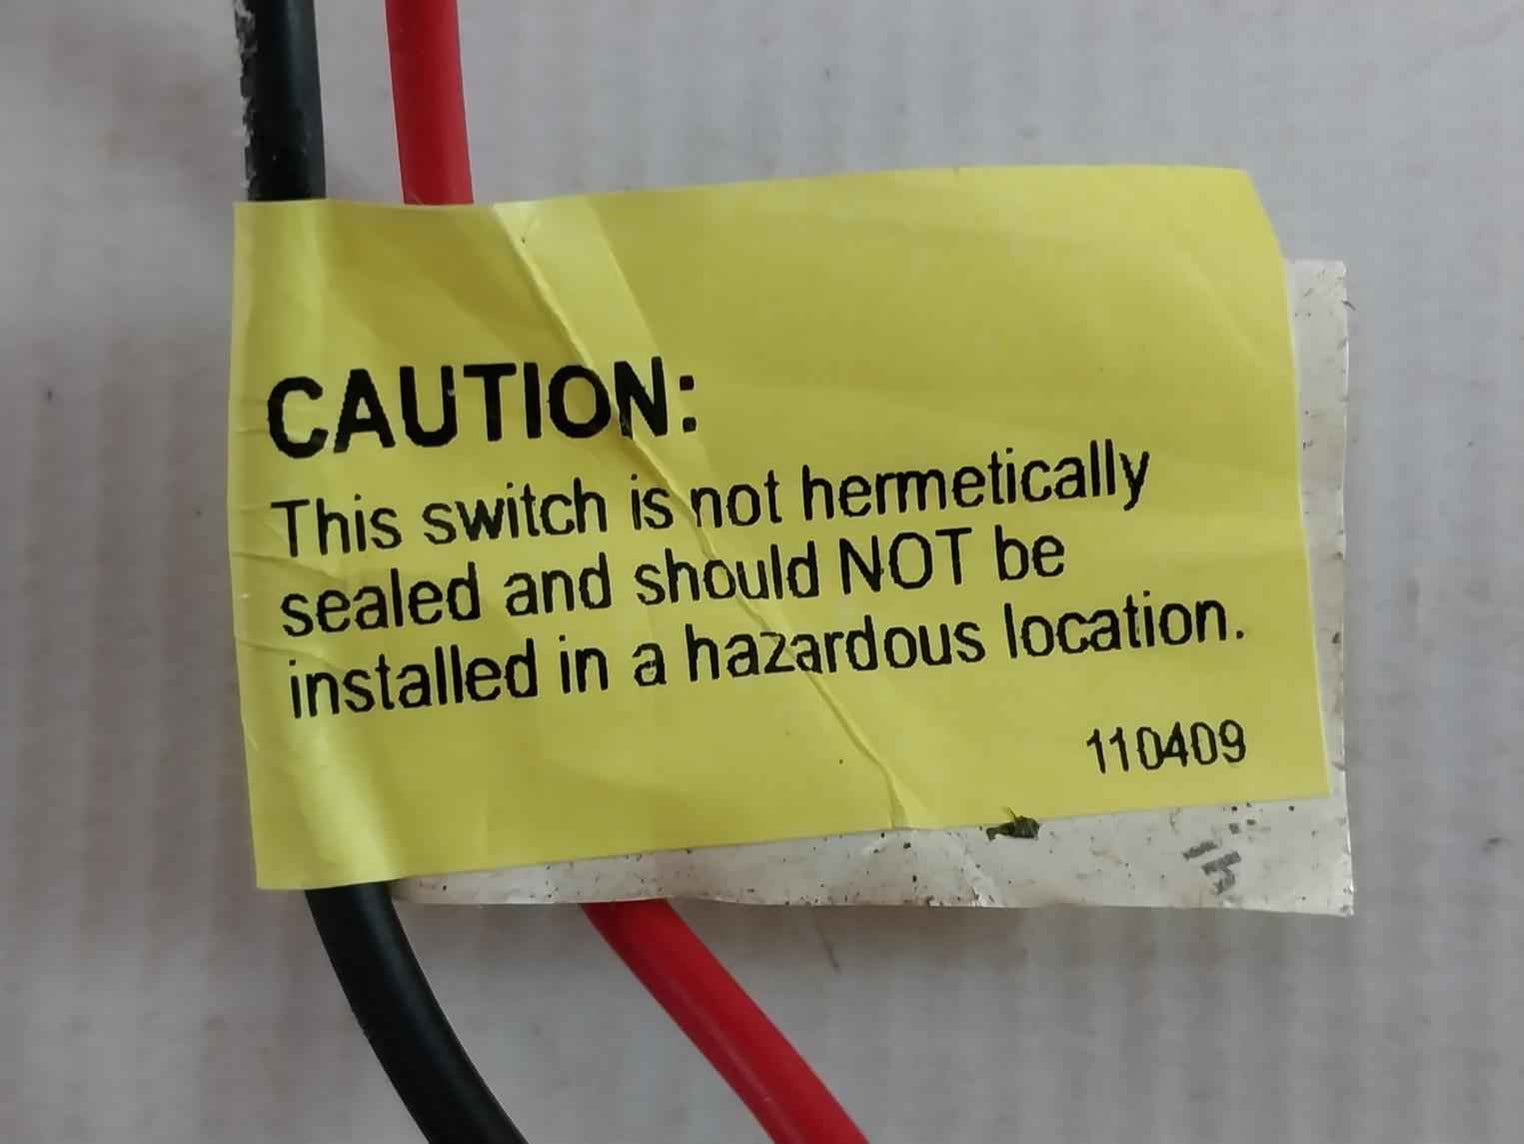 CAUTION:
This switch is not hermetically
sealed and should NOT be
installed in a hazardous location.
110409